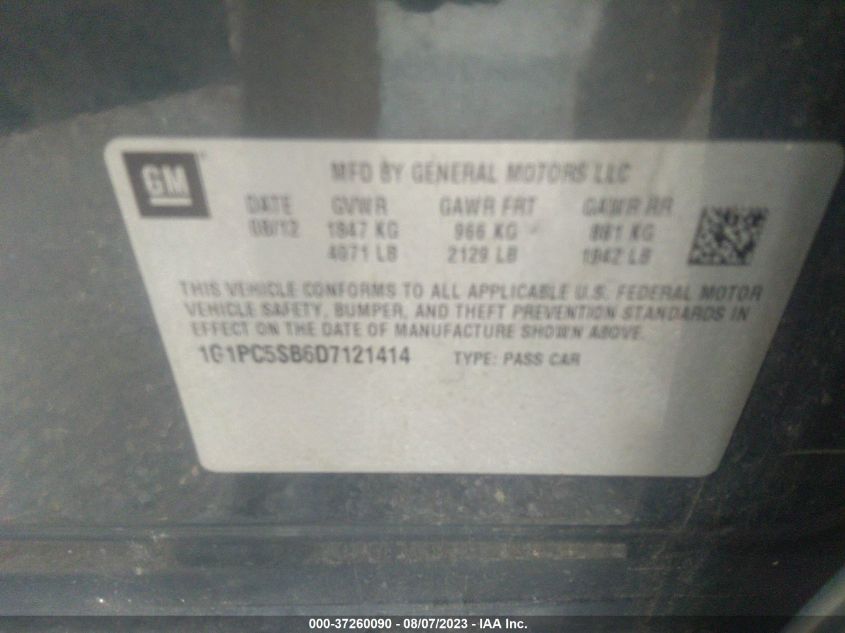 GM
MFD BY GENERAL MOTORS LLC
DATE GVWR GAWR FRT GAWR RR
08/12 1847 KG 966 KG 881 KG
4071 LB 2129 LB 1942 LB
THIS VEHICLE CONFORMS TO ALL APPLICABLE U.S. FEDERAL MOTOR
VEHICLE SAFETY, BUMPER, AND THEFT PREVENTION STANDARDS IN
EFFECT ON THE DATE OF MANUFACTURE SHOWN ABOVE.
1G1PC5SB6D7121414 TYPE: PASS CAR
000-37260090 - 08/07/2023 - IAA Inc.